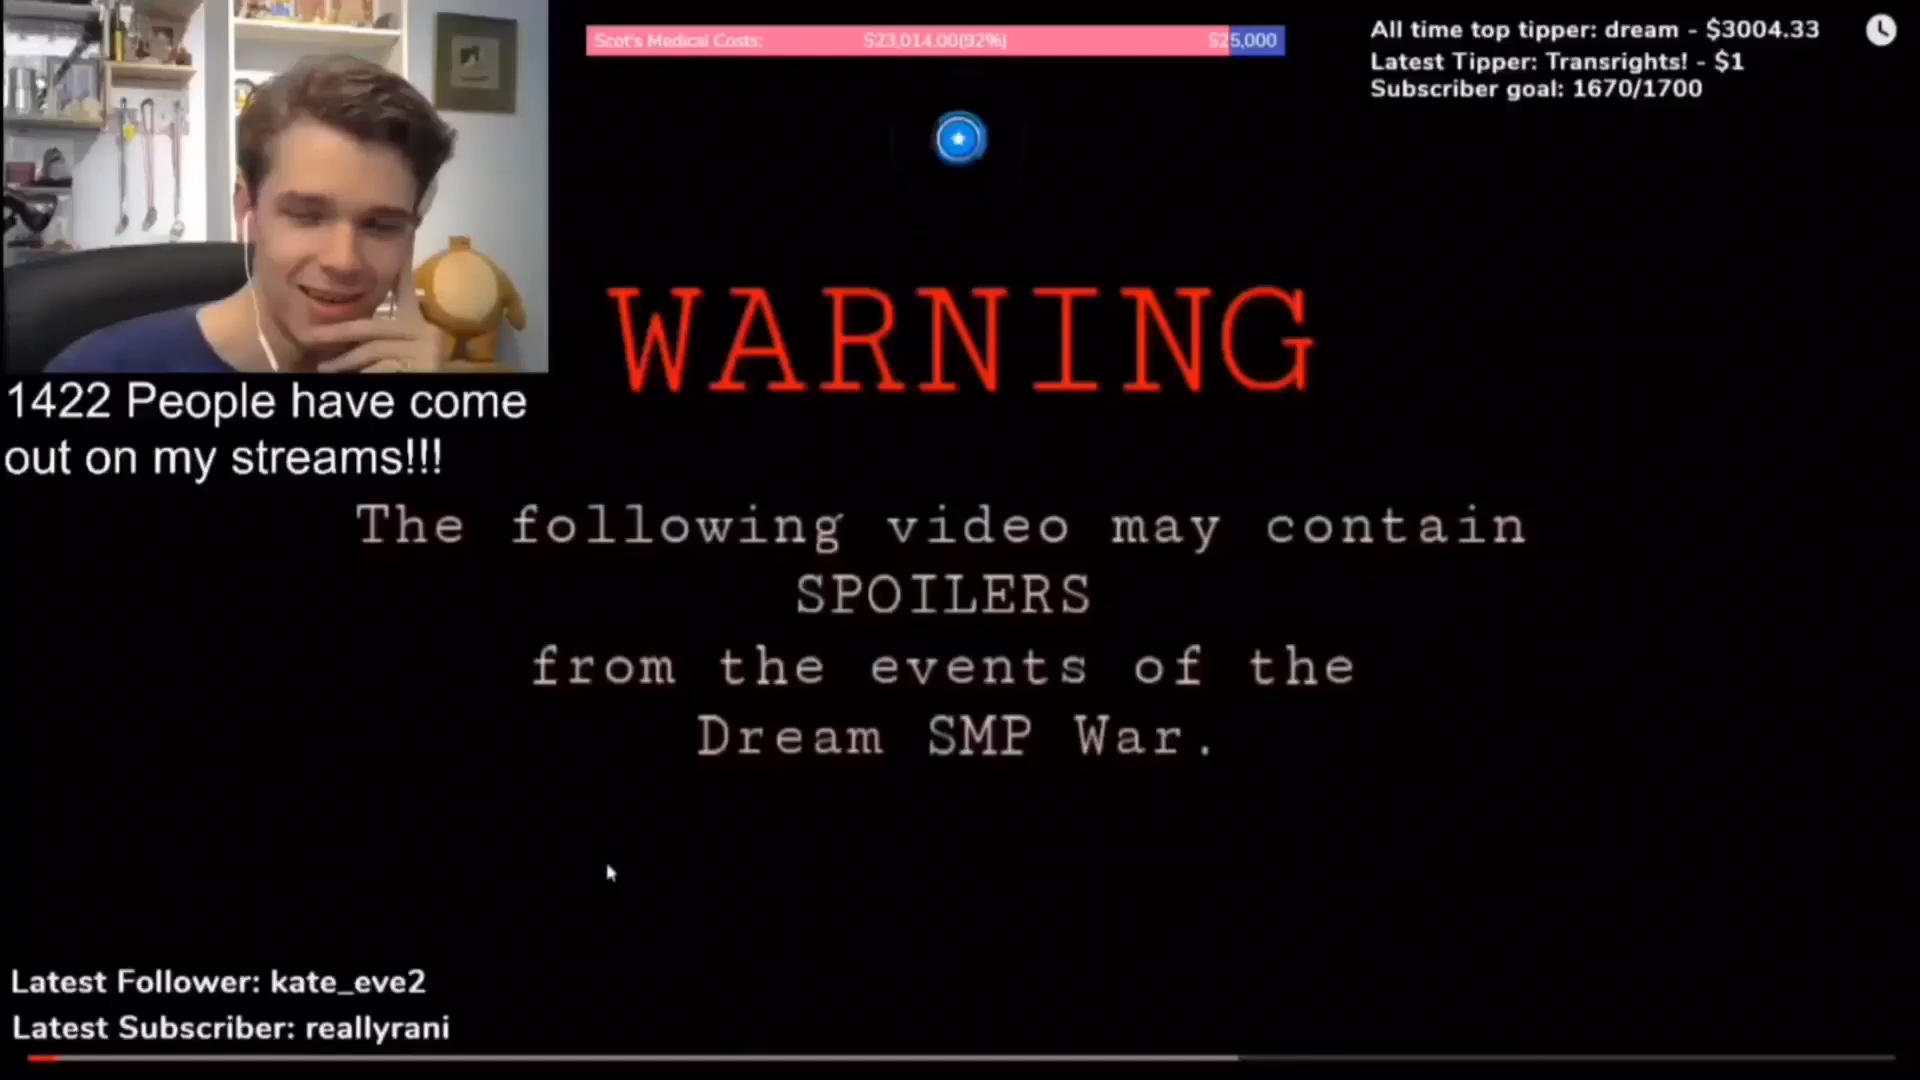 Scot's Medical Costs: $23,014.00(92%) $25,000
All time top tipper: dream - $3004.33
Latest Tipper: Transrights! - $1
Subscriber goal: 1670/1700
WARNING
1422 People have come
out on my streams!!!
The following video may contain
SPOILERS
from the events of the
Dream SMP War.
Latest Follower: kate_eve2
Latest Subscriber: reallyrani